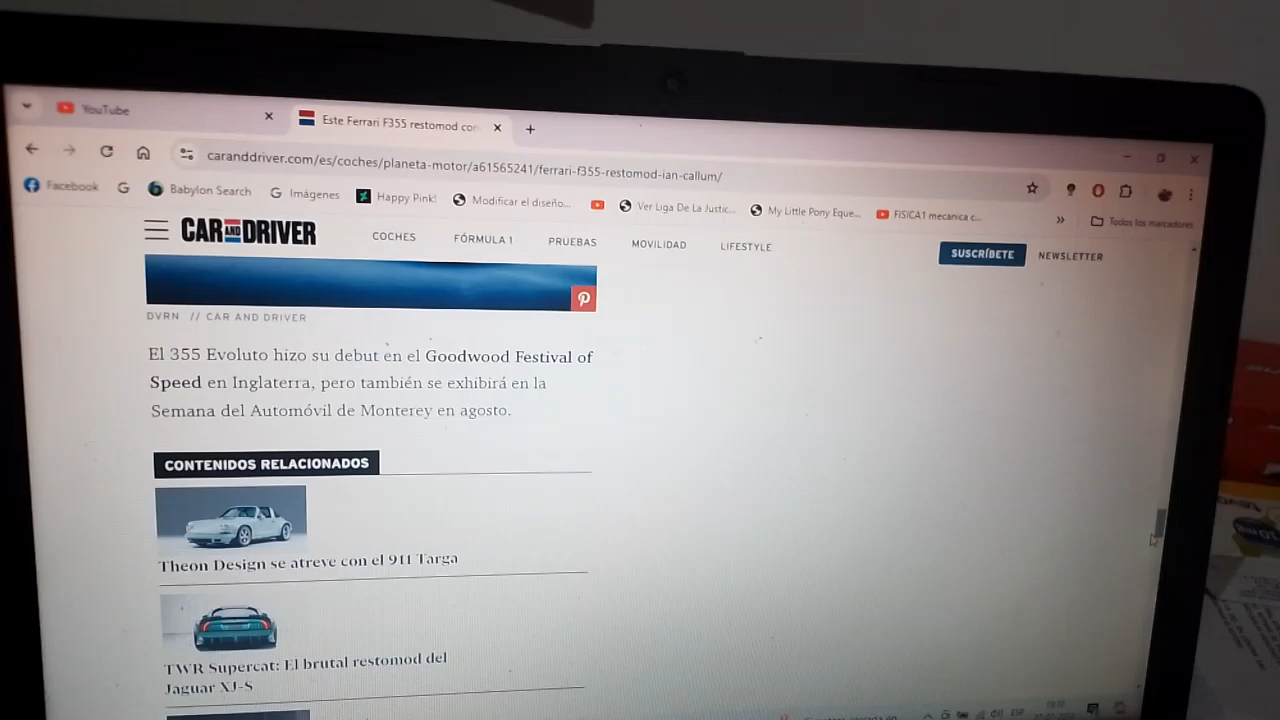 YouTube
Este Ferrari F355 restomod con
caranddriver.com/es/coches/planeta-motor/a61565241/ferrari-f355-restomod-ian-callum/
Facebook
Babylon Search
Imágenes
Happy Pink!
Modificar el diseño...
Ver Liga De La Justic...
My Little Pony Eque...
FISICA1 mecanica c...
Todos los marcadores
CAR AND DRIVER
COCHES
FÓRMULA 1
PRUEBAS
MOVILIDAD
LIFESTYLE
SUSCRÍBETE
NEWSLETTER
DVRN // CAR AND DRIVER
El 355 Evoluto hizo su debut en el Goodwood Festival of
Speed en Inglaterra, pero también se exhibirá en la
Semana del Automóvil de Monterey en agosto.
CONTENIDOS RELACIONADOS
Theon Design se atreve con el 911 Targa
TWR Supercat: El brutal restomod del
Jaguar XJ-S
ESP